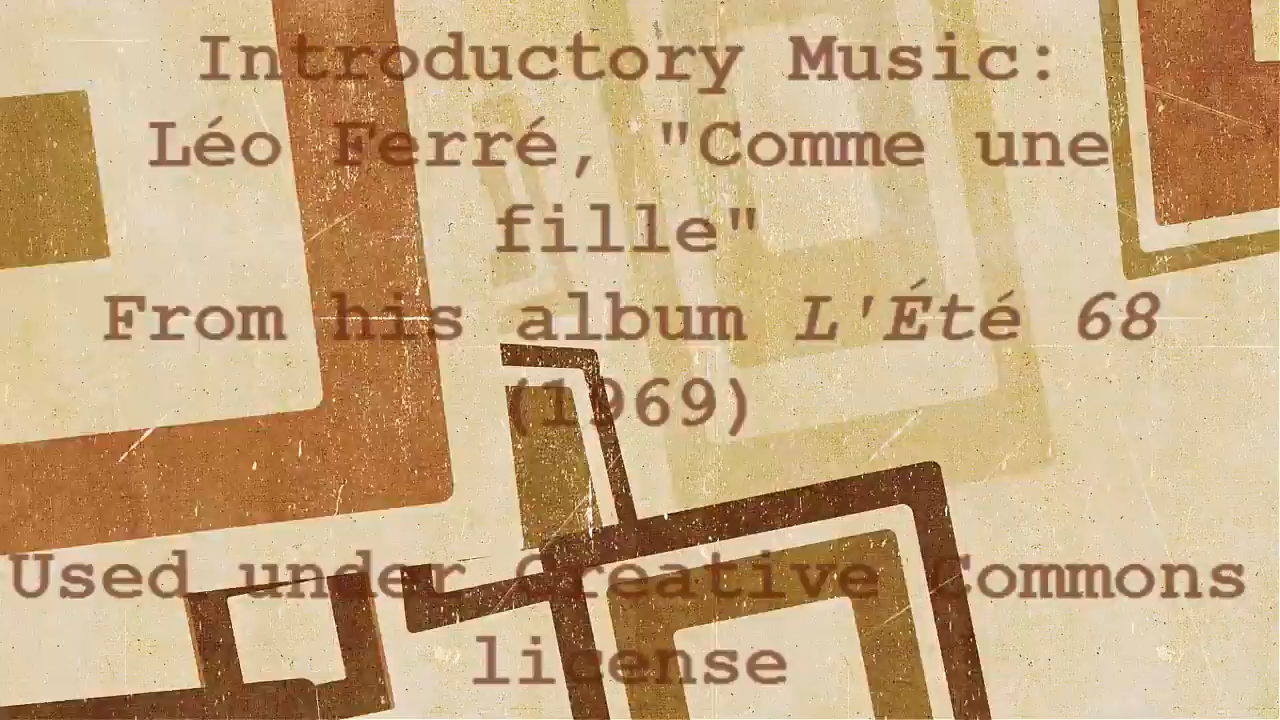 Introductory Music:
Léo Ferré, "Comme une
fille"
From his album L'Été 68
(1969)
Used under Creative Commons
license